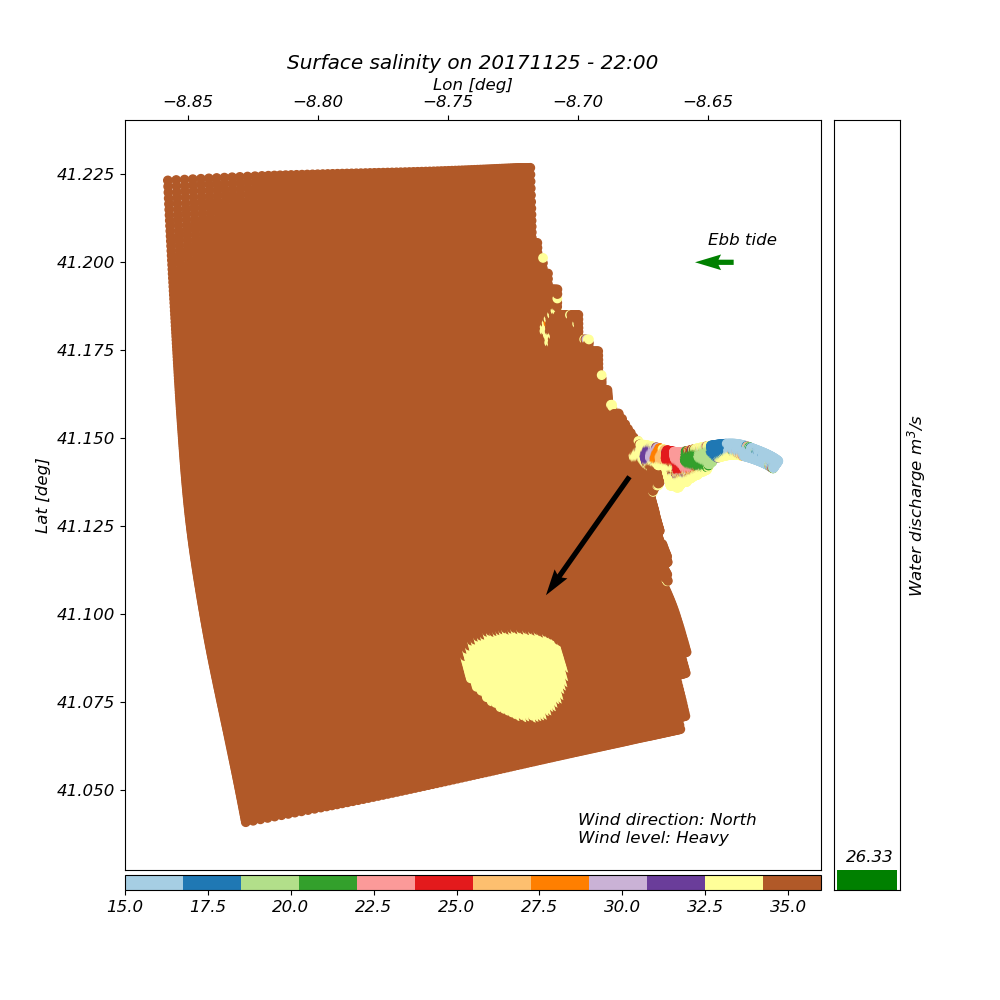 Surface salinity on 20171125 - 22:00
Lon [deg]
−8.85 −8.80 −8.75 −8.70 −8.65
41.225
41.200
41.175
41.150
41.125
41.100
41.075
41.050
Lat [deg]
Ebb tide
Wind direction: North
Wind level: Heavy
Water discharge m³/s
26.33
15.0 17.5 20.0 22.5 25.0 27.5 30.0 32.5 35.0